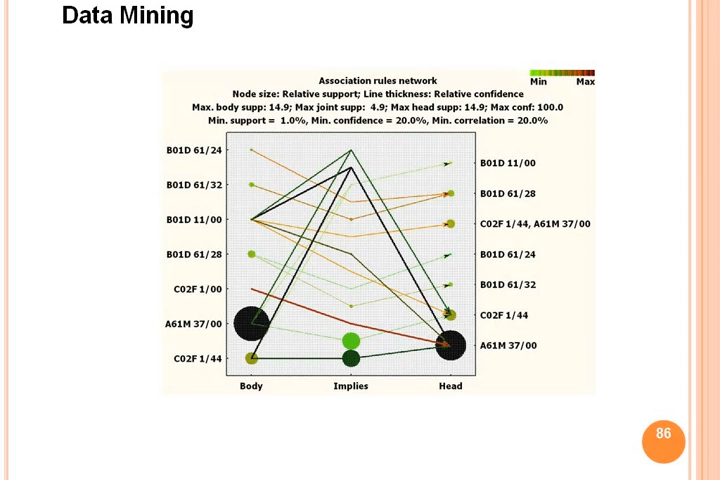 Data Mining
Association rules network
Node size: Relative support; Line thickness: Relative confidence
Max. body supp: 14.9; Max joint supp:  4.9; Max head supp: 14.9; Max conf: 100.0
Min. support =  1.0%, Min. confidence = 20.0%, Min. correlation = 20.0%
Min
Max
B01D 61/24
B01D 61/32
B01D 11/00
B01D 61/28
C02F 1/00
A61M 37/00
C02F 1/44
B01D 11/00
B01D 61/28
C02F 1/44, A61M 37/00
B01D 61/24
B01D 61/32
C02F 1/44
A61M 37/00
Body
Implies
Head
86